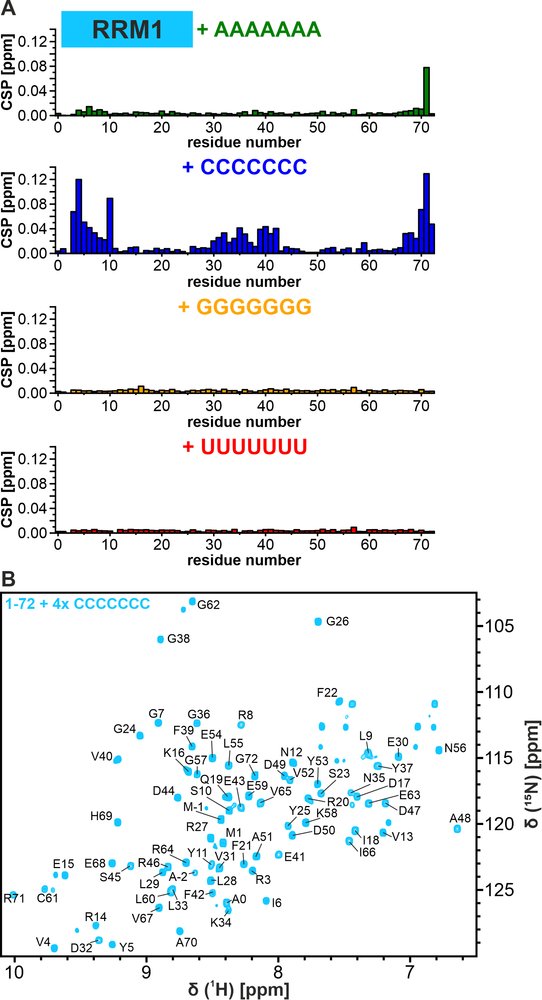 A
RRM1 + AAAAAAA
CSP [ppm]
0.12
0.08
0.04
0.00
0 10 20 30 40 50 60 70
residue number
+ CCCCCCC
CSP [ppm]
0.12
0.08
0.04
0.00
0 10 20 30 40 50 60 70
residue number
+ GGGGGGG
CSP [ppm]
0.12
0.08
0.04
0.00
0 10 20 30 40 50 60 70
residue number
+ UUUUUUU
CSP [ppm]
0.12
0.08
0.04
0.00
0 10 20 30 40 50 60 70
residue number
B
1-72 + 4x CCCCCCC
G62
G26
105
G38
110
F22
G7 G36 R8
G24 F39 E54
L55 L9 E30
V40 K16 G57 G72 N12 Y53 N56
115
D49 V52 S23 Y37
Q19 E43 E59 N35 D17
D44 S10 V65 R20 E63
M-1 Y25 K58 D47
H69 A48
120
R27 M1 D50 I18 V13
F21 A51 I66
R64 Y11 V31 E41
E15 E68 R46
S45 A-2 R3
L29 L28
125
R71 C61 L60 F42 A0 I6
L33
V67 K34
R14
V4 D32 Y5 A70
10 9 8 7
δ (¹H) [ppm]
δ (¹⁵N) [ppm]